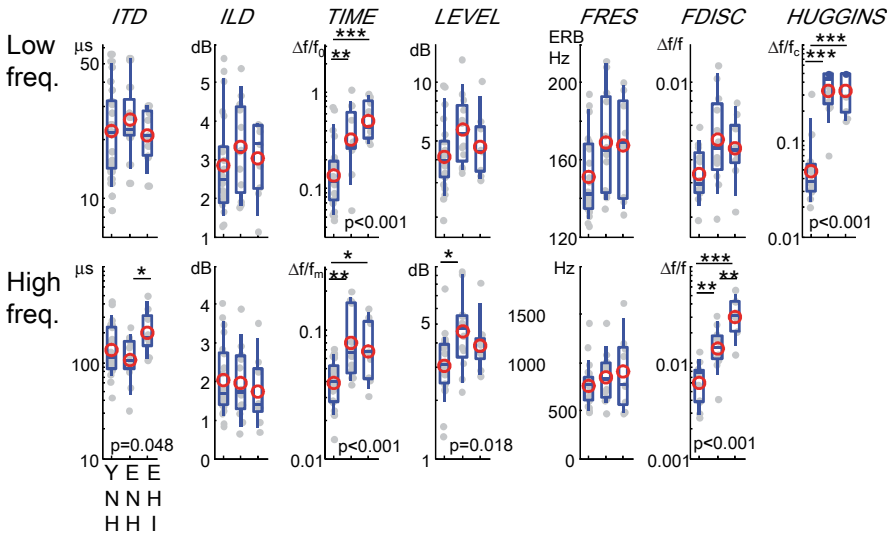 ITD ILD TIME LEVEL FRES FDISC HUGGINS
Low freq.
μs
50
10
dB
6
5
4
3
2
1
Δf/f
***
**
1
0.1
p<0.001
dB
10
5
ERB
Hz
200
160
120
Δf/f
0.01
Δf/fc
***
***
0.1
0.01
p<0.001
High freq.
μs
*
100
10
p=0.048
dB
5
4
3
2
1
0
Δf/fm
*
**
0.1
0.01
p<0.001
dB
*
5
1
p=0.018
Hz
1500
1000
500
0
Δf/f
***
** **
0.01
0.001
p<0.001
Y E E
N N H
H H I